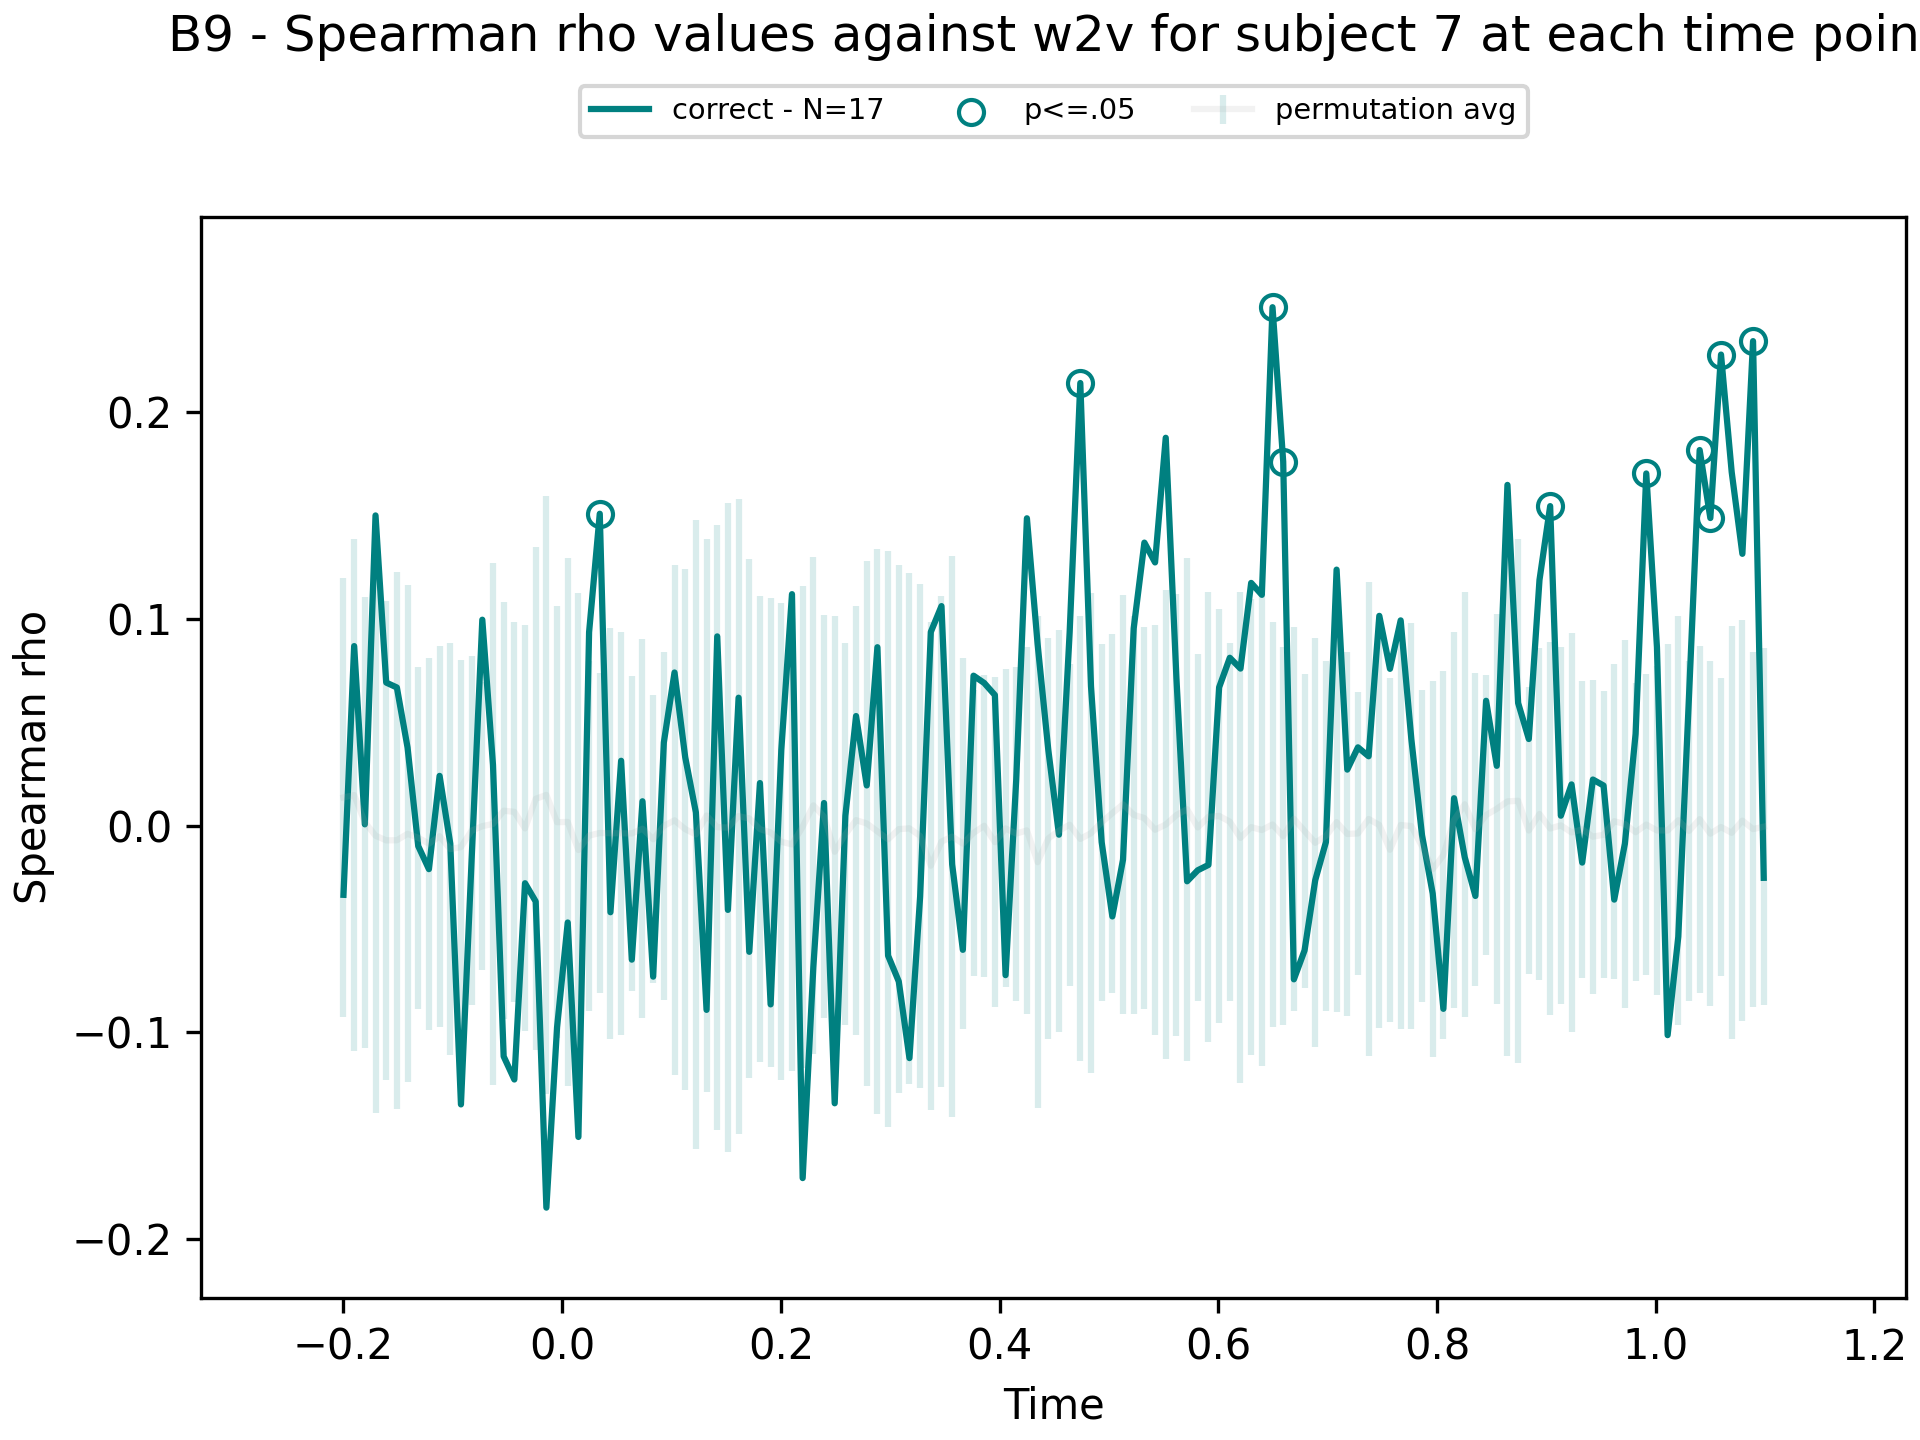 B9 - Spearman rho values against w2v for subject 7 at each time poin
correct - N=17 p<=.05 permutation avg
Spearman rho
0.2
0.1
0.0
−0.1
−0.2
−0.2 0.0 0.2 0.4 0.6 0.8 1.0 1.2
Time